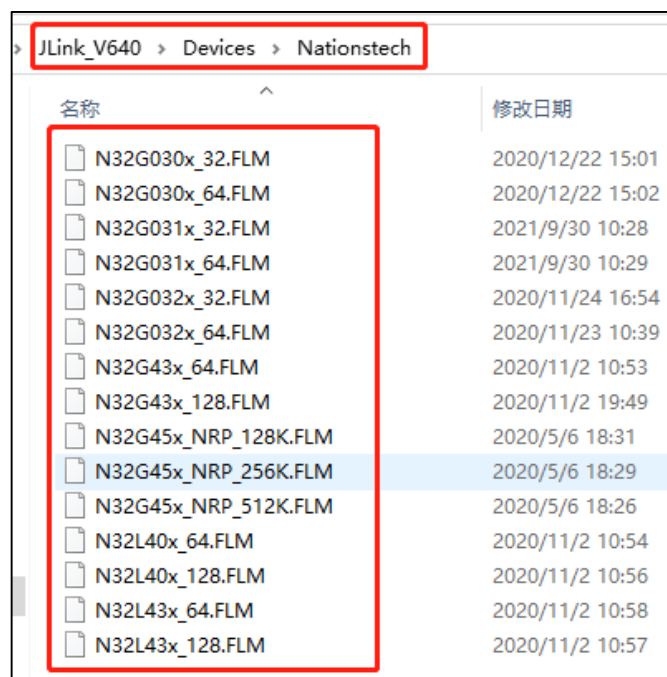 › JLink_V640 › Devices › Nationstech
名称 修改日期
N32G030x_32.FLM 2020/12/22 15:01
N32G030x_64.FLM 2020/12/22 15:02
N32G031x_32.FLM 2021/9/30 10:28
N32G031x_64.FLM 2021/9/30 10:29
N32G032x_32.FLM 2020/11/24 16:54
N32G032x_64.FLM 2020/11/23 10:39
N32G43x_64.FLM 2020/11/2 10:53
N32G43x_128.FLM 2020/11/2 19:49
N32G45x_NRP_128K.FLM 2020/5/6 18:31
N32G45x_NRP_256K.FLM 2020/5/6 18:29
N32G45x_NRP_512K.FLM 2020/5/6 18:26
N32L40x_64.FLM 2020/11/2 10:54
N32L40x_128.FLM 2020/11/2 10:56
N32L43x_64.FLM 2020/11/2 10:58
N32L43x_128.FLM 2020/11/2 10:57